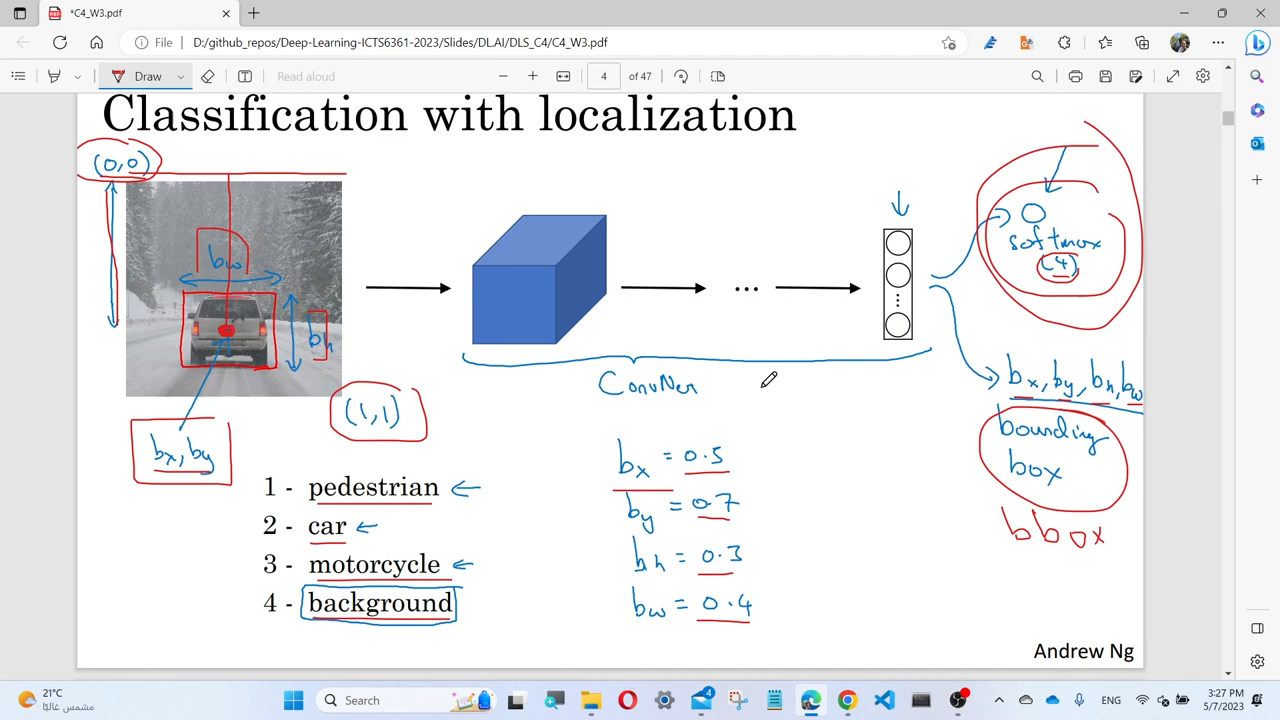 *C4_W3.pdf
File
D:/github_repos/Deep-Learning-ICTS6361-2023/Slides/DL.AI/DLS_C4/C4_W3.pdf
Draw
Read aloud
4
of 47
Classification with localization
(0,0)
bw
bh
bx, by
(1,1)
...
ConvNet
softmax
(4)
bx, by, bh, bw
bounding
box
bbox
1 - pedestrian
2 - car
3 - motorcycle
4 - background
bx = 0.5
by = 0.7
bh = 0.3
bw = 0.4
Andrew Ng
21°C
مشمس غالبًا
Search
4
ENG
3:27 PM
5/7/2023